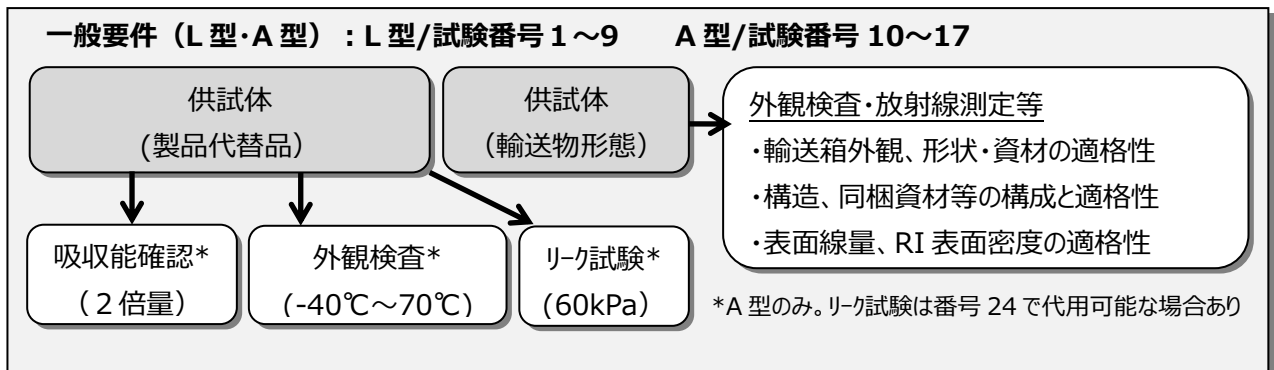 一般要件（L型･A型）：L型/試験番号1～9　　A型/試験番号10～17
供試体
(製品代替品）
供試体
（輸送物形態）
外観検査･放射線測定等
･輸送箱外観、形状･資材の適格性
･構造、同梱資材等の構成と適格性
･表面線量、RI表面密度の適格性
吸収能確認*
（２倍量）
外観検査*
(-40℃～70℃)
ﾘｰｸ試験*
(60kPa）
*A型のみ。ﾘｰｸ試験は番号24で代用可能な場合あり